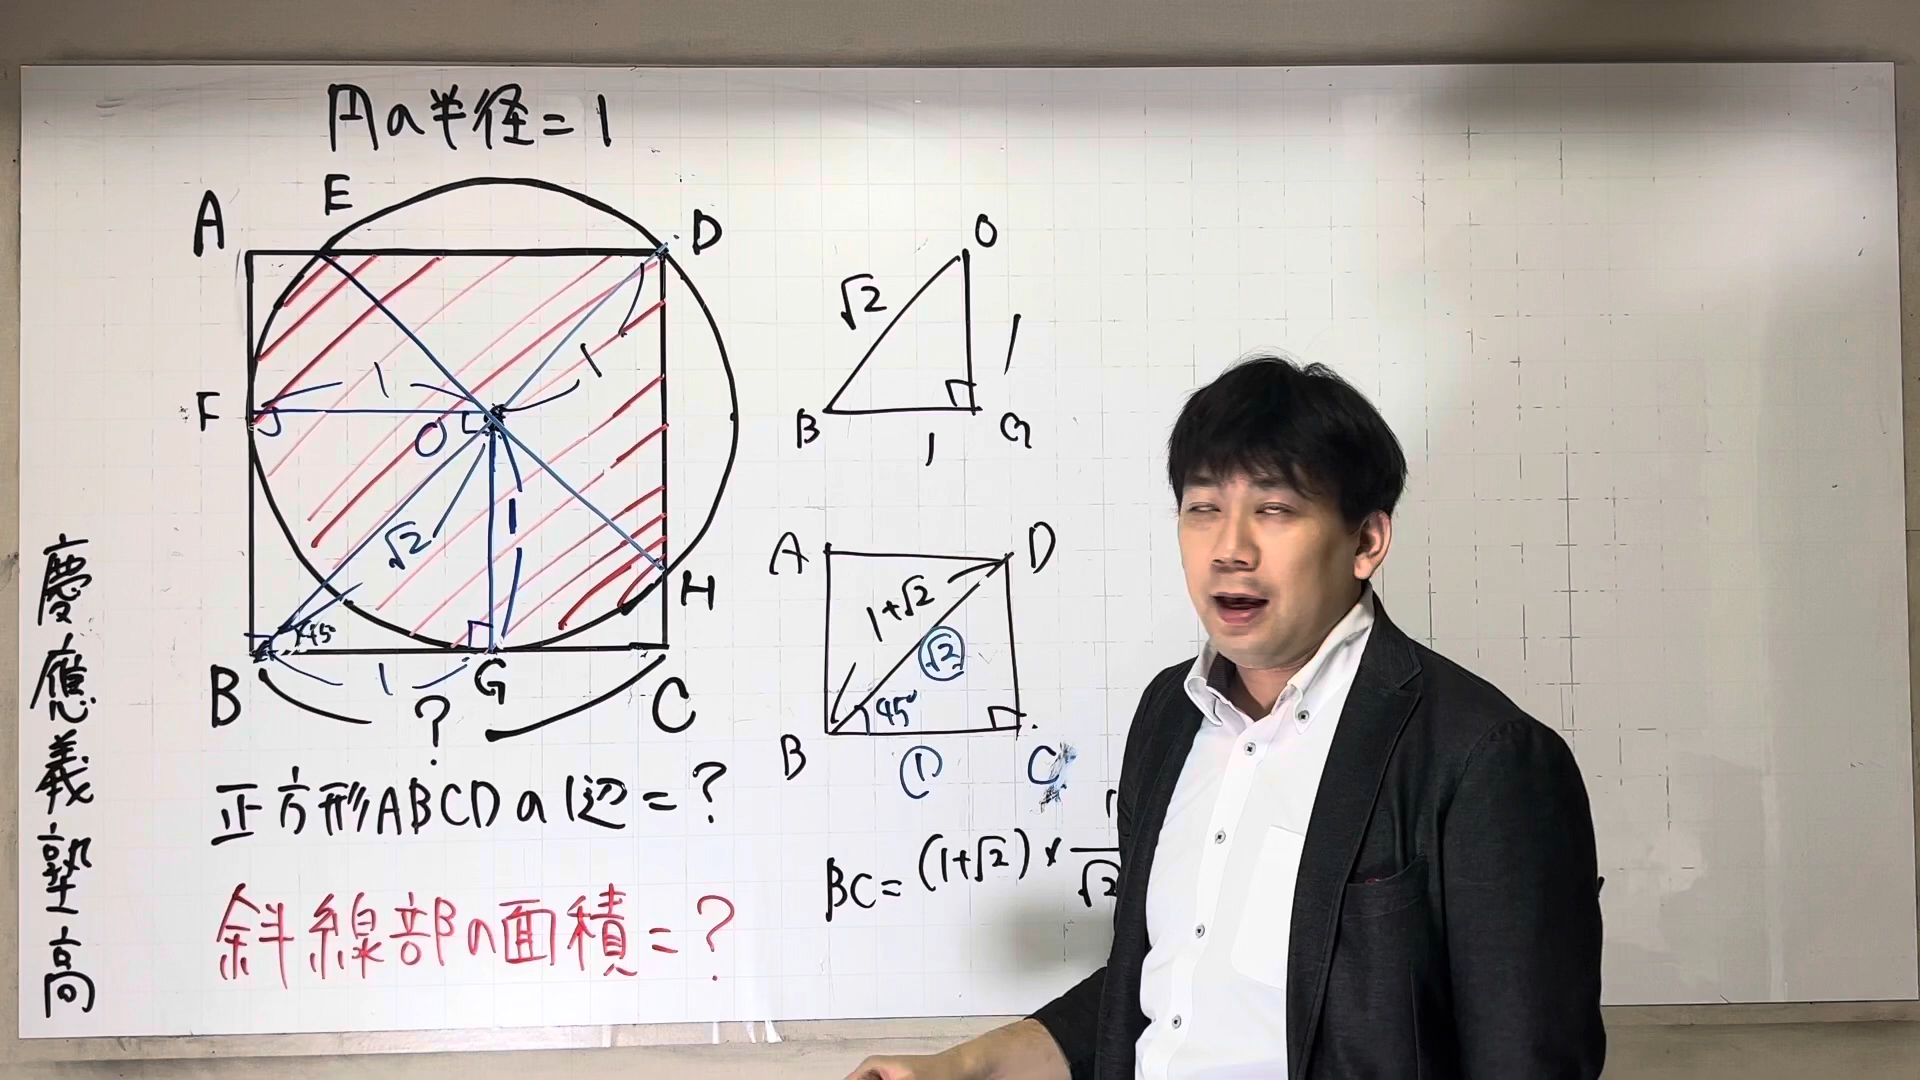 円の半径=1
A
E
D
F
1
1
O
√2
1
H
45°
B
1
G
C
?
正方形ABCDの1辺=?
斜線部の面積=?
慶應義塾高
O
√2
1
B
1
G
A
D
1+√2
√2
45°
B
①
C
BC=(1+√2)×
√2